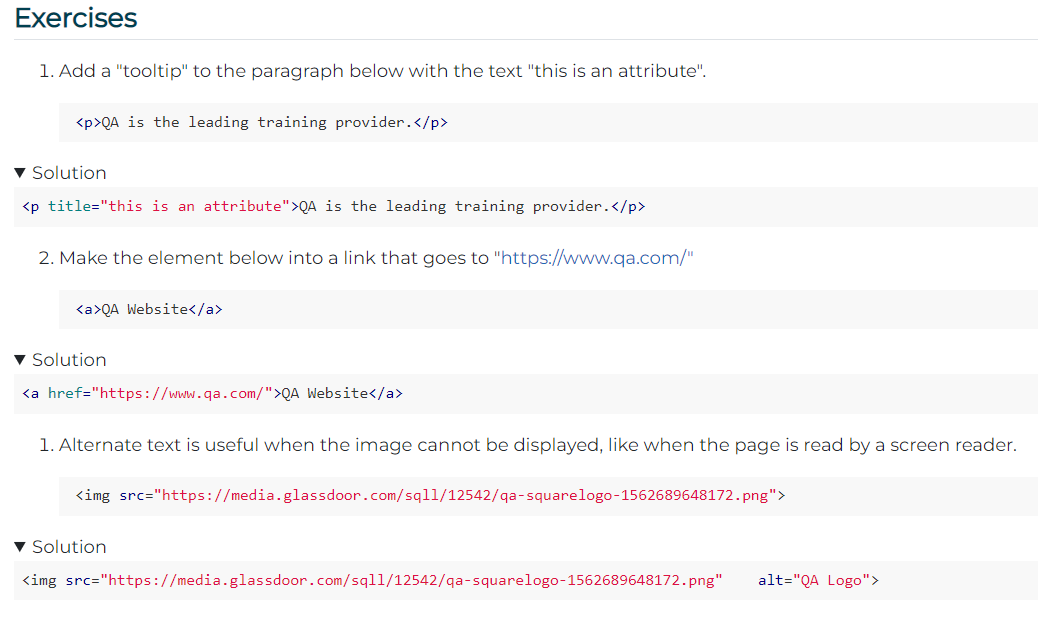 Exercises
1. Add a "tooltip" to the paragraph below with the text "this is an attribute".
<p>QA is the leading training provider.</p>
▼ Solution
<p title="this is an attribute">QA is the leading training provider.</p>
2. Make the element below into a link that goes to "https://www.qa.com/"
<a>QA Website</a>
▼ Solution
<a href="https://www.qa.com/">QA Website</a>
1. Alternate text is useful when the image cannot be displayed, like when the page is read by a screen reader.
<img src="https://media.glassdoor.com/sqll/12542/qa-squarelogo-1562689648172.png">
▼ Solution
<img src="https://media.glassdoor.com/sqll/12542/qa-squarelogo-1562689648172.png"    alt="QA Logo">